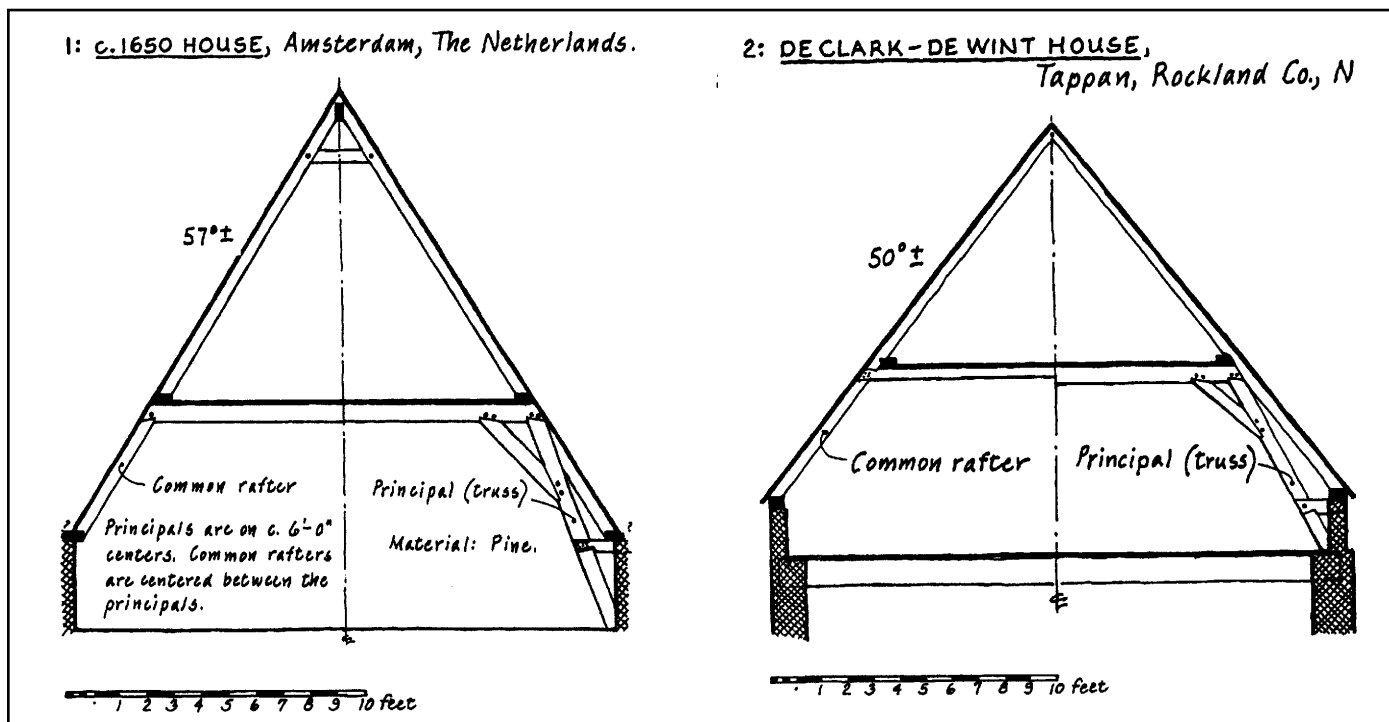 1: c.1650 HOUSE, Amsterdam, The Netherlands.
57°±
Common rafter
Principals are on c. 6'-0"
centers. Common rafters
are centered between the
principals.
Principal (truss)
Material: Pine.
?
?
℄
1 2 3 4 5 6 7 8 9 10 feet
2: DE CLARK-DE WINT HOUSE,
Tappan, Rockland Co., N
50°±
Common rafter
Principal (truss)
℄
1 2 3 4 5 6 7 8 9 10 feet